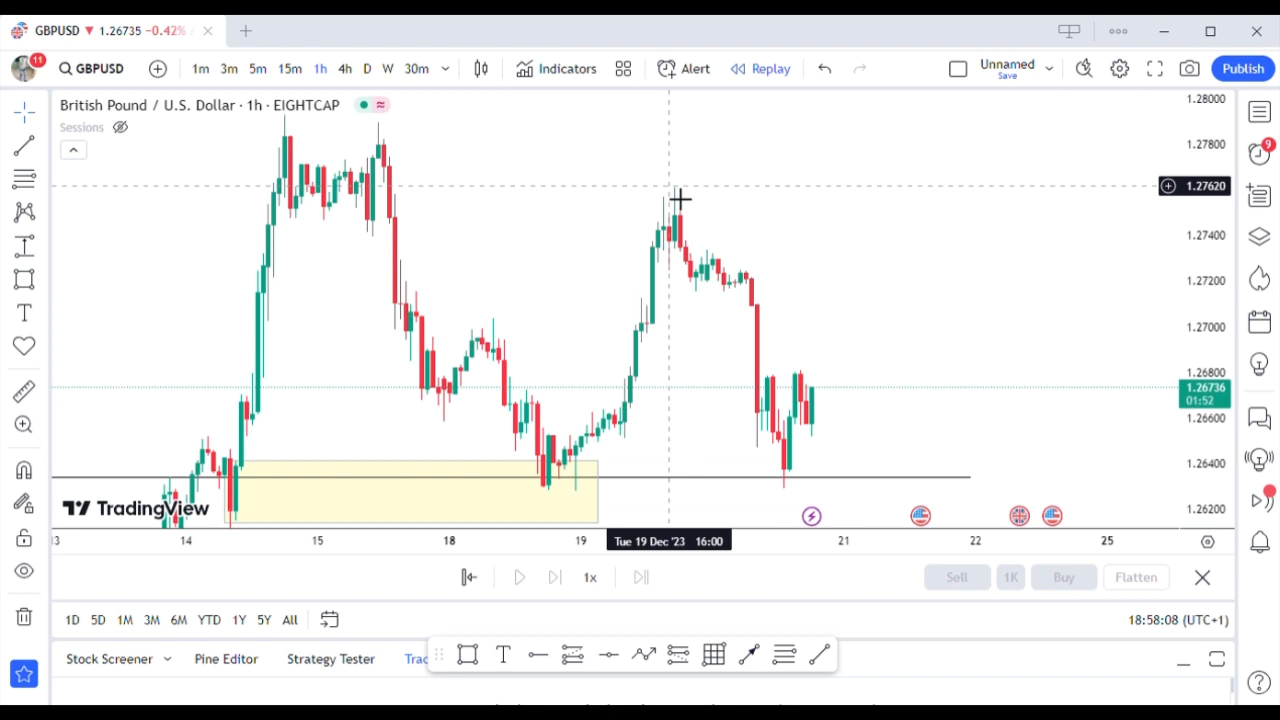 GBPUSD 1.26735 −0.42% /
11
GBPUSD 1m 3m 5m 15m 1h 4h D W 30m Indicators Alert Replay Unnamed Save Publish
British Pound / U.S. Dollar · 1h · EIGHTCAP
Sessions
1.28000
1.27800
1.27620
1.27400
1.27200
1.27000
1.26800
1.26736
01:52
1.26600
1.26400
1.26200
9
TradingView
13 14 15 18 19 Tue 19 Dec '23 16:00 21 22 25
1x Sell 1K Buy Flatten
1D 5D 1M 3M 6M YTD 1Y 5Y All 18:58:08 (UTC+1)
Stock Screener Pine Editor Strategy Tester Trac